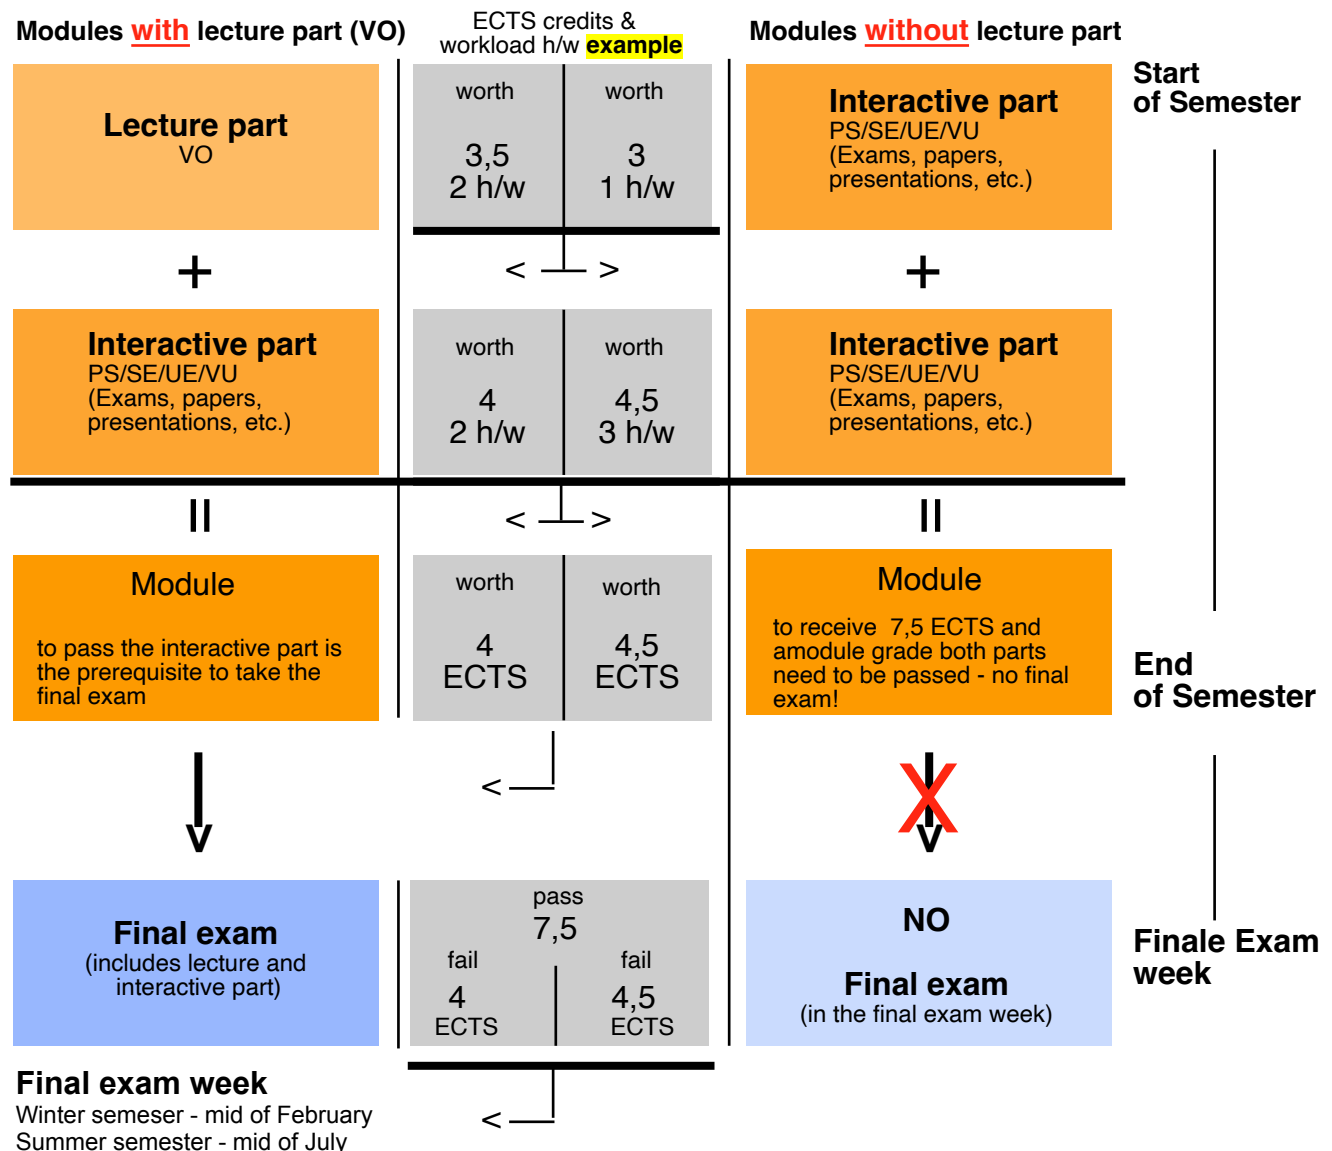 Modules with lecture part (VO)
ECTS credits &
workload h/w example
Modules without lecture part
Start
of Semester
Lecture part
VO
worth
3,5
2 h/w
worth
3
1 h/w
Interactive part
PS/SE/UE/VU
(Exams, papers,
presentations, etc.)
+
< >
+
Interactive part
PS/SE/UE/VU
(Exams, papers,
presentations, etc.)
worth
4
2 h/w
worth
4,5
3 h/w
Interactive part
PS/SE/UE/VU
(Exams, papers,
presentations, etc.)
=
< >
=
Module
to pass the interactive part is
the prerequisite to take the
final exam
worth
4
ECTS
worth
4,5
ECTS
Module
to receive 7,5 ECTS and
amodule grade both parts
need to be passed - no final
exam!
End
of Semester
<
X
Final exam
(includes lecture and
interactive part)
pass
7,5
fail
4
ECTS
fail
4,5
ECTS
NO
Final exam
(in the final exam week)
Finale Exam
week
Final exam week
Winter semeser - mid of February
Summer semester - mid of July
<